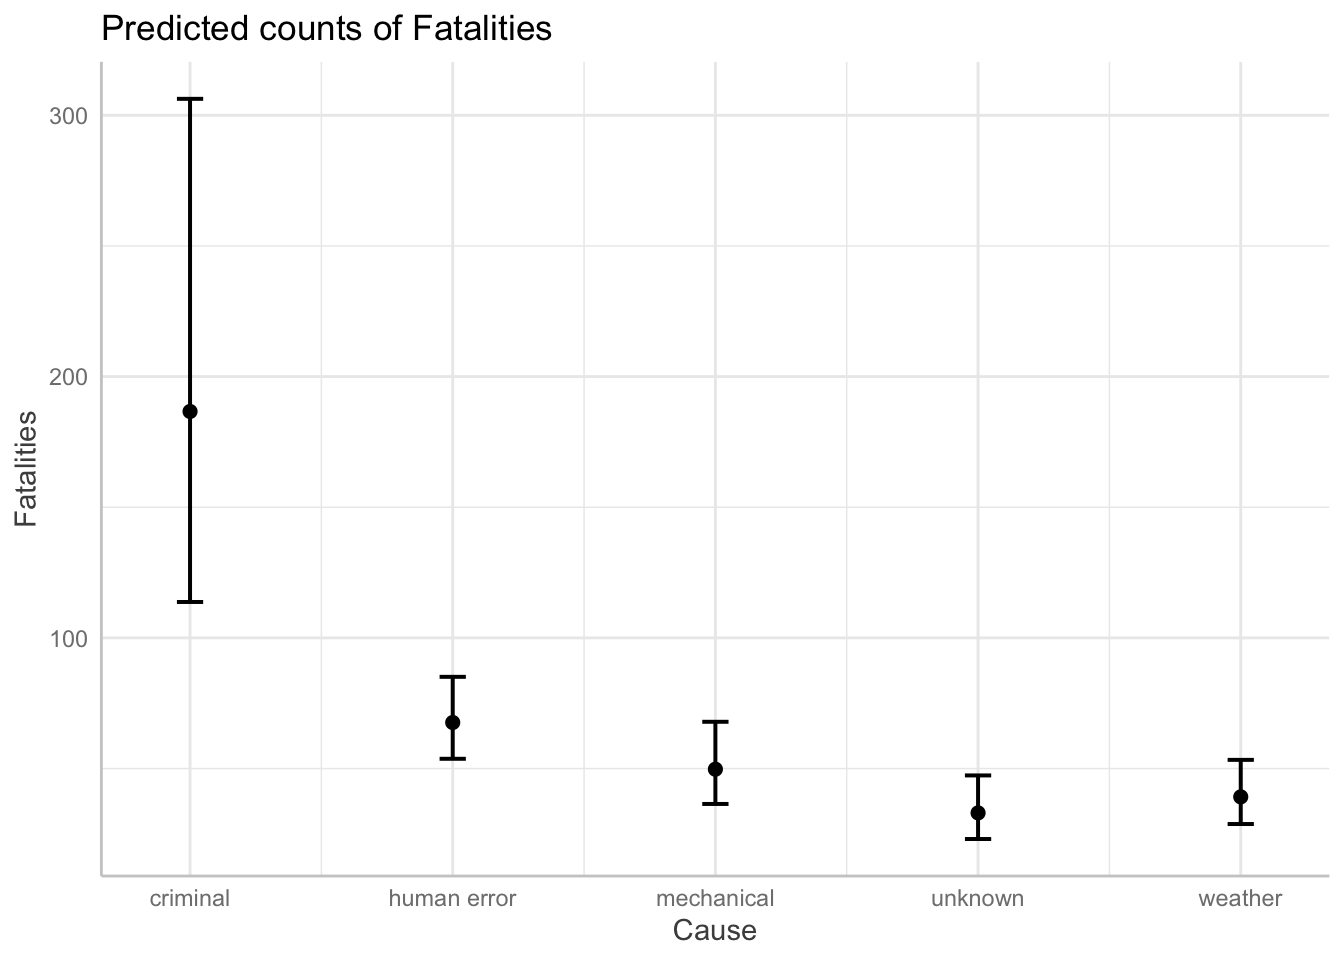 Predicted counts of Fatalities
300
200
100
Fatalities
criminal human error mechanical unknown weather
Cause